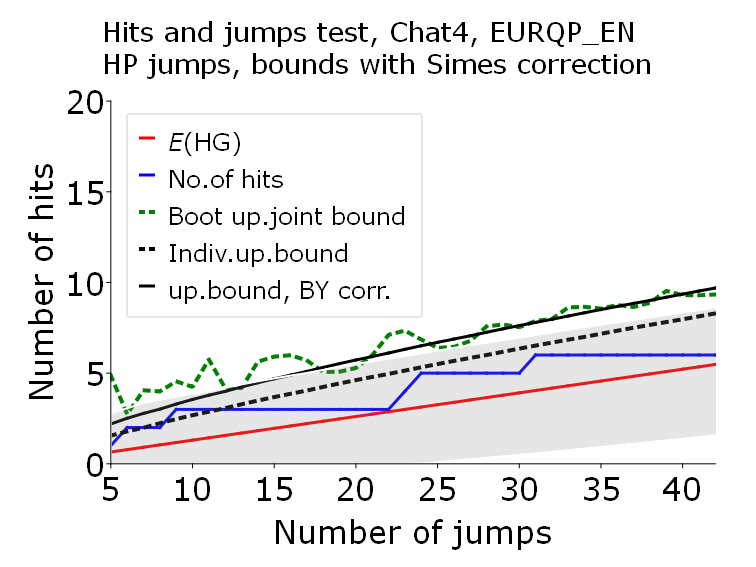 Hits and jumps test, Chat4, EURQP_EN
HP jumps, bounds with Simes correction
Number of hits
20
15
10
5
0
E(HG)
No.of hits
Boot up.joint bound
Indiv.up.bound
up.bound, BY corr.
5 10 15 20 25 30 35 40
Number of jumps